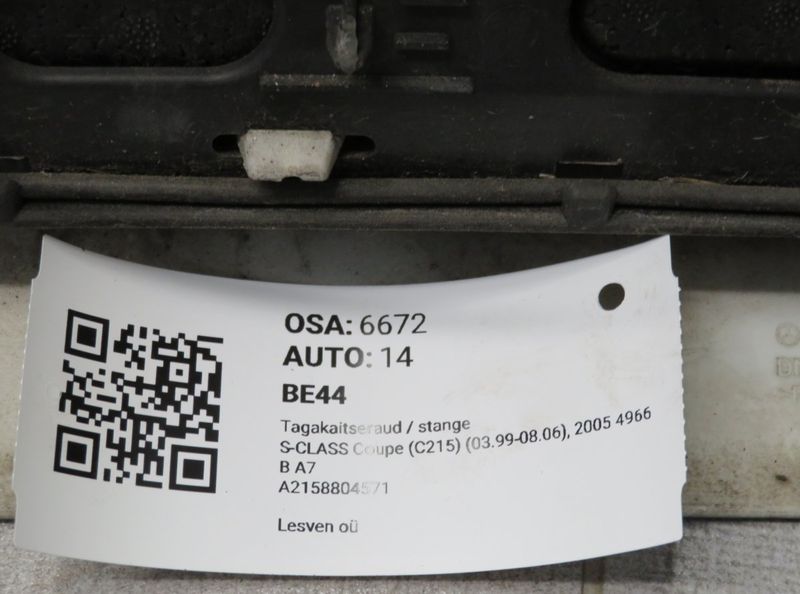 OSA: 6672
AUTO: 14
BE44
Tagakaitseraud / stange
S-CLASS Coupe (C215) (03.99-08.06), 2005 4966
B A7
A2158804571
Lesven oü